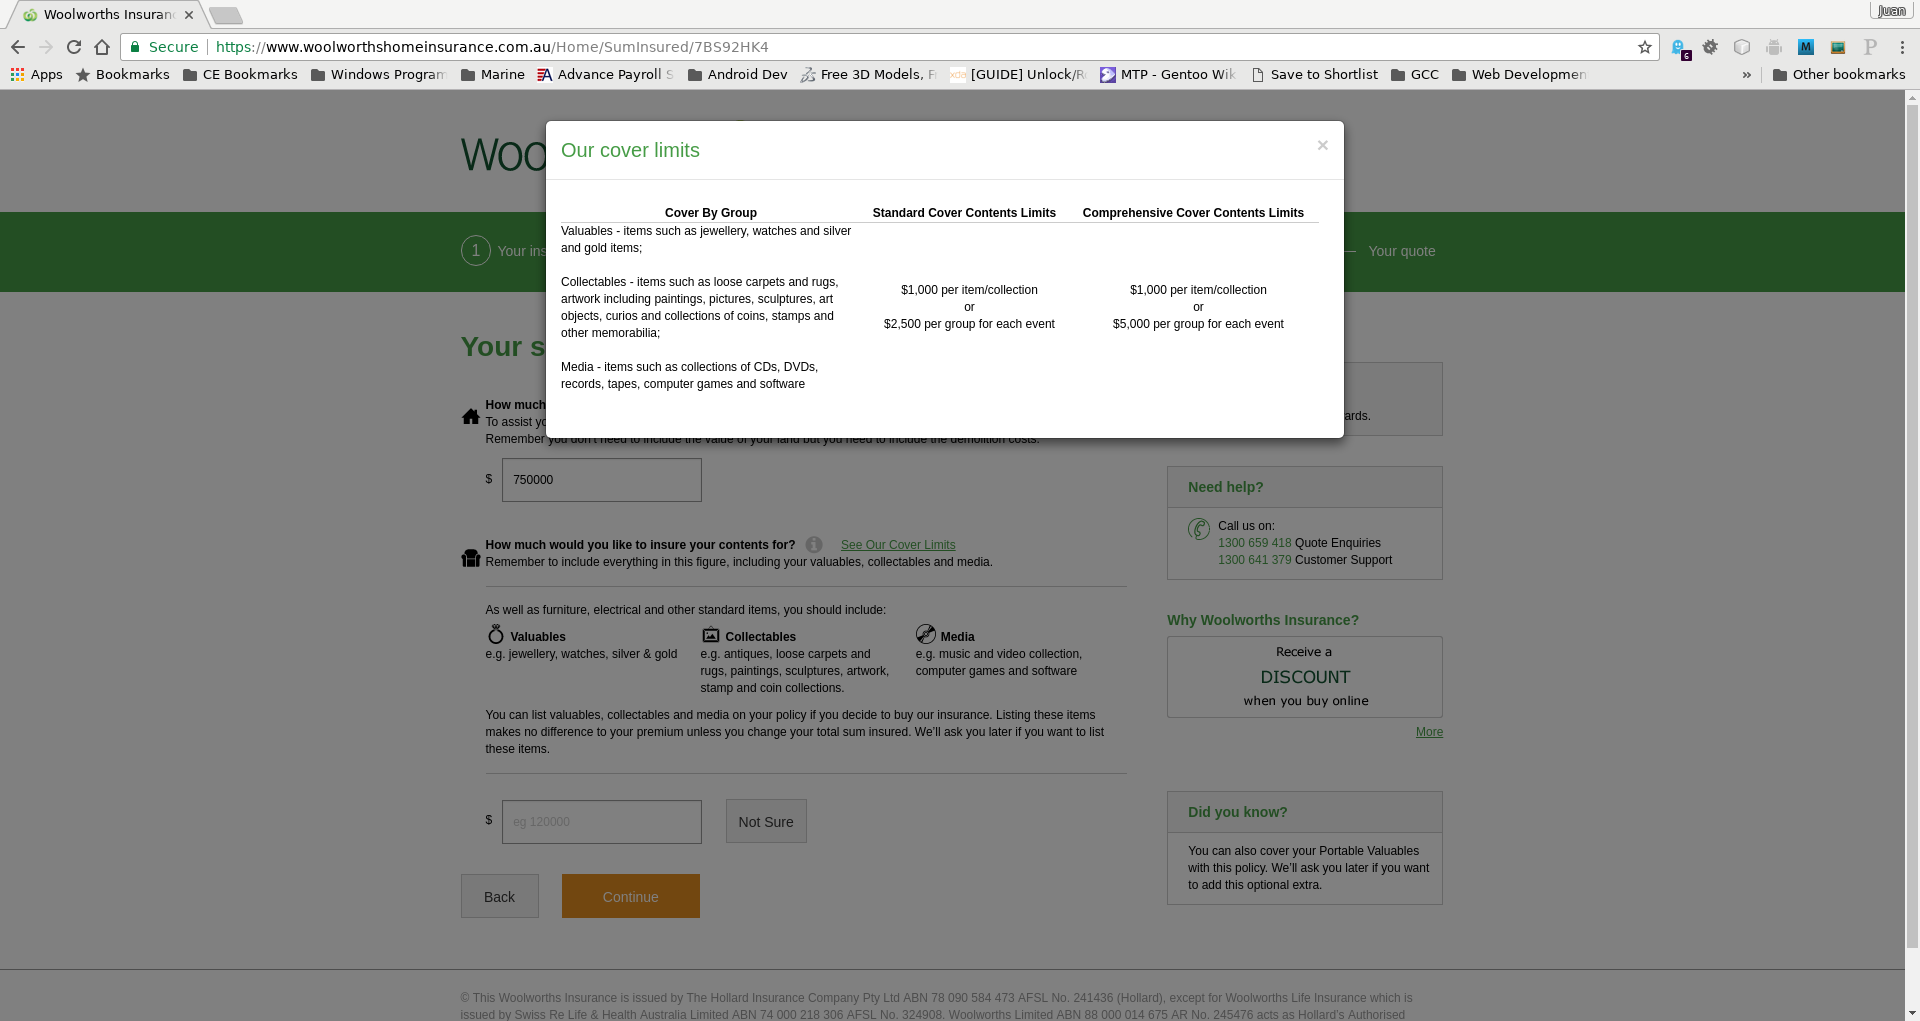 Woolworths Insuran
Juan
Secure https://www.woolworthshomeinsurance.com.au/Home/SumInsured/7BS92HK4
6
M
P
Apps Bookmarks CE Bookmarks Windows Program Marine Advance Payroll S Android Dev Free 3D Models, F xda [GUIDE] Unlock/R MTP - Gentoo Wik Save to Shortlist GCC Web Developmen » Other bookmarks
Woo
Our cover limits ×
Cover By Group Standard Cover Contents Limits Comprehensive Cover Contents Limits
Valuables - items such as jewellery, watches and silver
and gold items;
Collectables - items such as loose carpets and rugs,
artwork including paintings, pictures, sculptures, art
objects, curios and collections of coins, stamps and
other memorabilia;
Media - items such as collections of CDs, DVDs,
records, tapes, computer games and software
$1,000 per item/collection
or
$2,500 per group for each event
$1,000 per item/collection
or
$5,000 per group for each event
1 Your ins
Your quote
Your s
How much
To assist yo
Remember you don't need to include the value of your land but you need to include the demolition costs.
ards.
$ 750000
How much would you like to insure your contents for? i See Our Cover Limits
Remember to include everything in this figure, including your valuables, collectables and media.
As well as furniture, electrical and other standard items, you should include:
Valuables
e.g. jewellery, watches, silver & gold
Collectables
e.g. antiques, loose carpets and
rugs, paintings, sculptures, artwork,
stamp and coin collections.
Media
e.g. music and video collection,
computer games and software
You can list valuables, collectables and media on your policy if you decide to buy our insurance. Listing these items
makes no difference to your premium unless you change your total sum insured. We'll ask you later if you want to list
these items.
$ eg 120000 Not Sure
Back Continue
Need help?
Call us on:
1300 659 418 Quote Enquiries
1300 641 379 Customer Support
Why Woolworths Insurance?
Receive a
DISCOUNT
when you buy online
More
Did you know?
You can also cover your Portable Valuables
with this policy. We'll ask you later if you want
to add this optional extra.
© This Woolworths Insurance is issued by The Hollard Insurance Company Pty Ltd ABN 78 090 584 473 AFSL No. 241436 (Hollard), except for Woolworths Life Insurance which is
issued by Swiss Re Life & Health Australia Limited ABN 74 000 218 306 AFSL No. 324908. Woolworths Limited ABN 88 000 014 675 AR No. 245476 acts as Hollard's Authorised